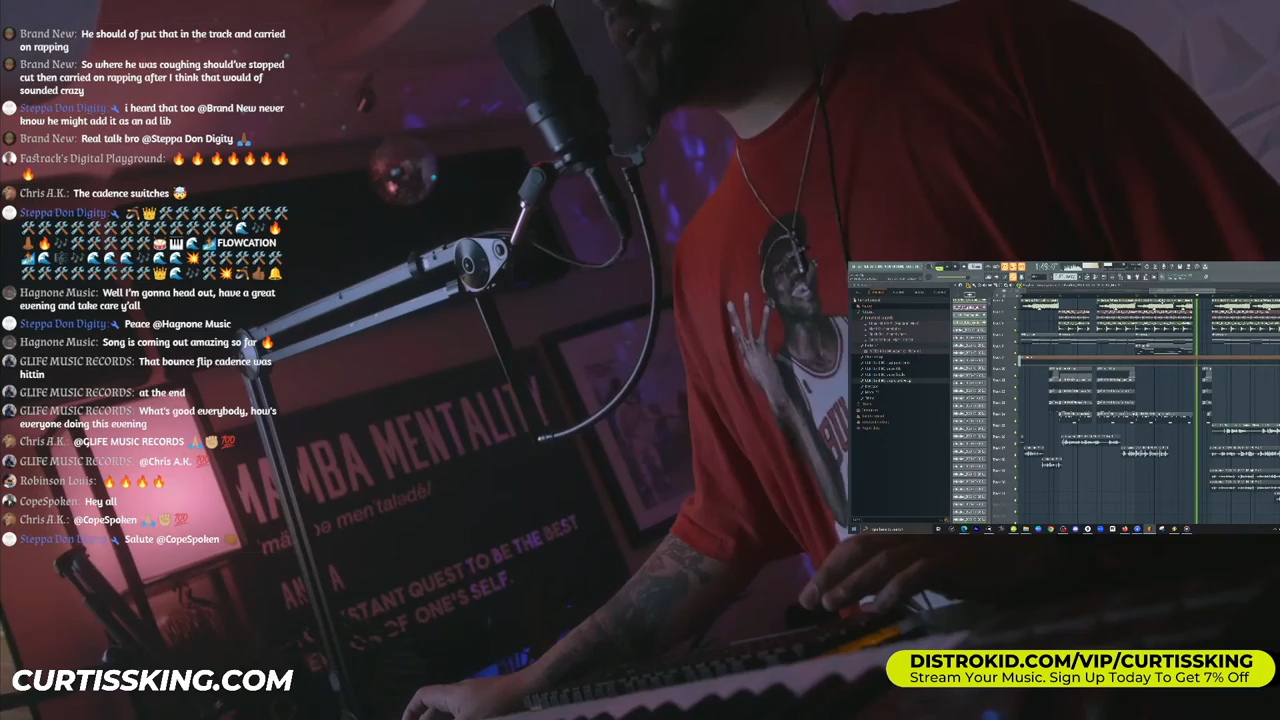 Brand New: He should of put that in the track and carried
on rapping
Brand New: So where he was coughing should've stopped
cut then carried on rapping after I think that would of
sounded crazy
Steppa Don Digity: i heard that too @Brand New never
know he might add it as an ad lib
Brand New: Real talk bro @Steppa Don Digity 🙏🏾
Fastrack's Digital Playground: 🔥 🔥 🔥 🔥 🔥 🔥 🔥
🔥
Chris A.K.: The cadence switches 🤯
Steppa Don Digity:
FLOWCATION
Hagnone Music: Well I'm gonna head out, have a great
evening and take care y'all
Steppa Don Digity: Peace @Hagnone Music
Hagnone Music: Song is coming out amazing so far 🔥
GLIFE MUSIC RECORDS: That bounce flip cadence was
hittin
GLIFE MUSIC RECORDS: at the end
GLIFE MUSIC RECORDS: What's good everybody, how's
everyone doing this evening
Chris A.K.: @GLIFE MUSIC RECORDS 🙏🏼✊🏼💯
GLIFE MUSIC RECORDS: @Chris A.K. 💯
Robinson Louis: 🔥 🔥 🔥 🔥
CopeSpoken: Hey all
Chris A.K.: @CopeSpoken 🙏🏼✊🏼💯
Steppa Don Digity: Salute @CopeSpoken
MAMBA MENTALI
STANT QUEST TO BE THE BEST
OF ONE'S SELF.
CURTISSKING.COM
DISTROKID.COM/VIP/CURTISSKING
Stream Your Music. Sign Up Today To Get 7% Off